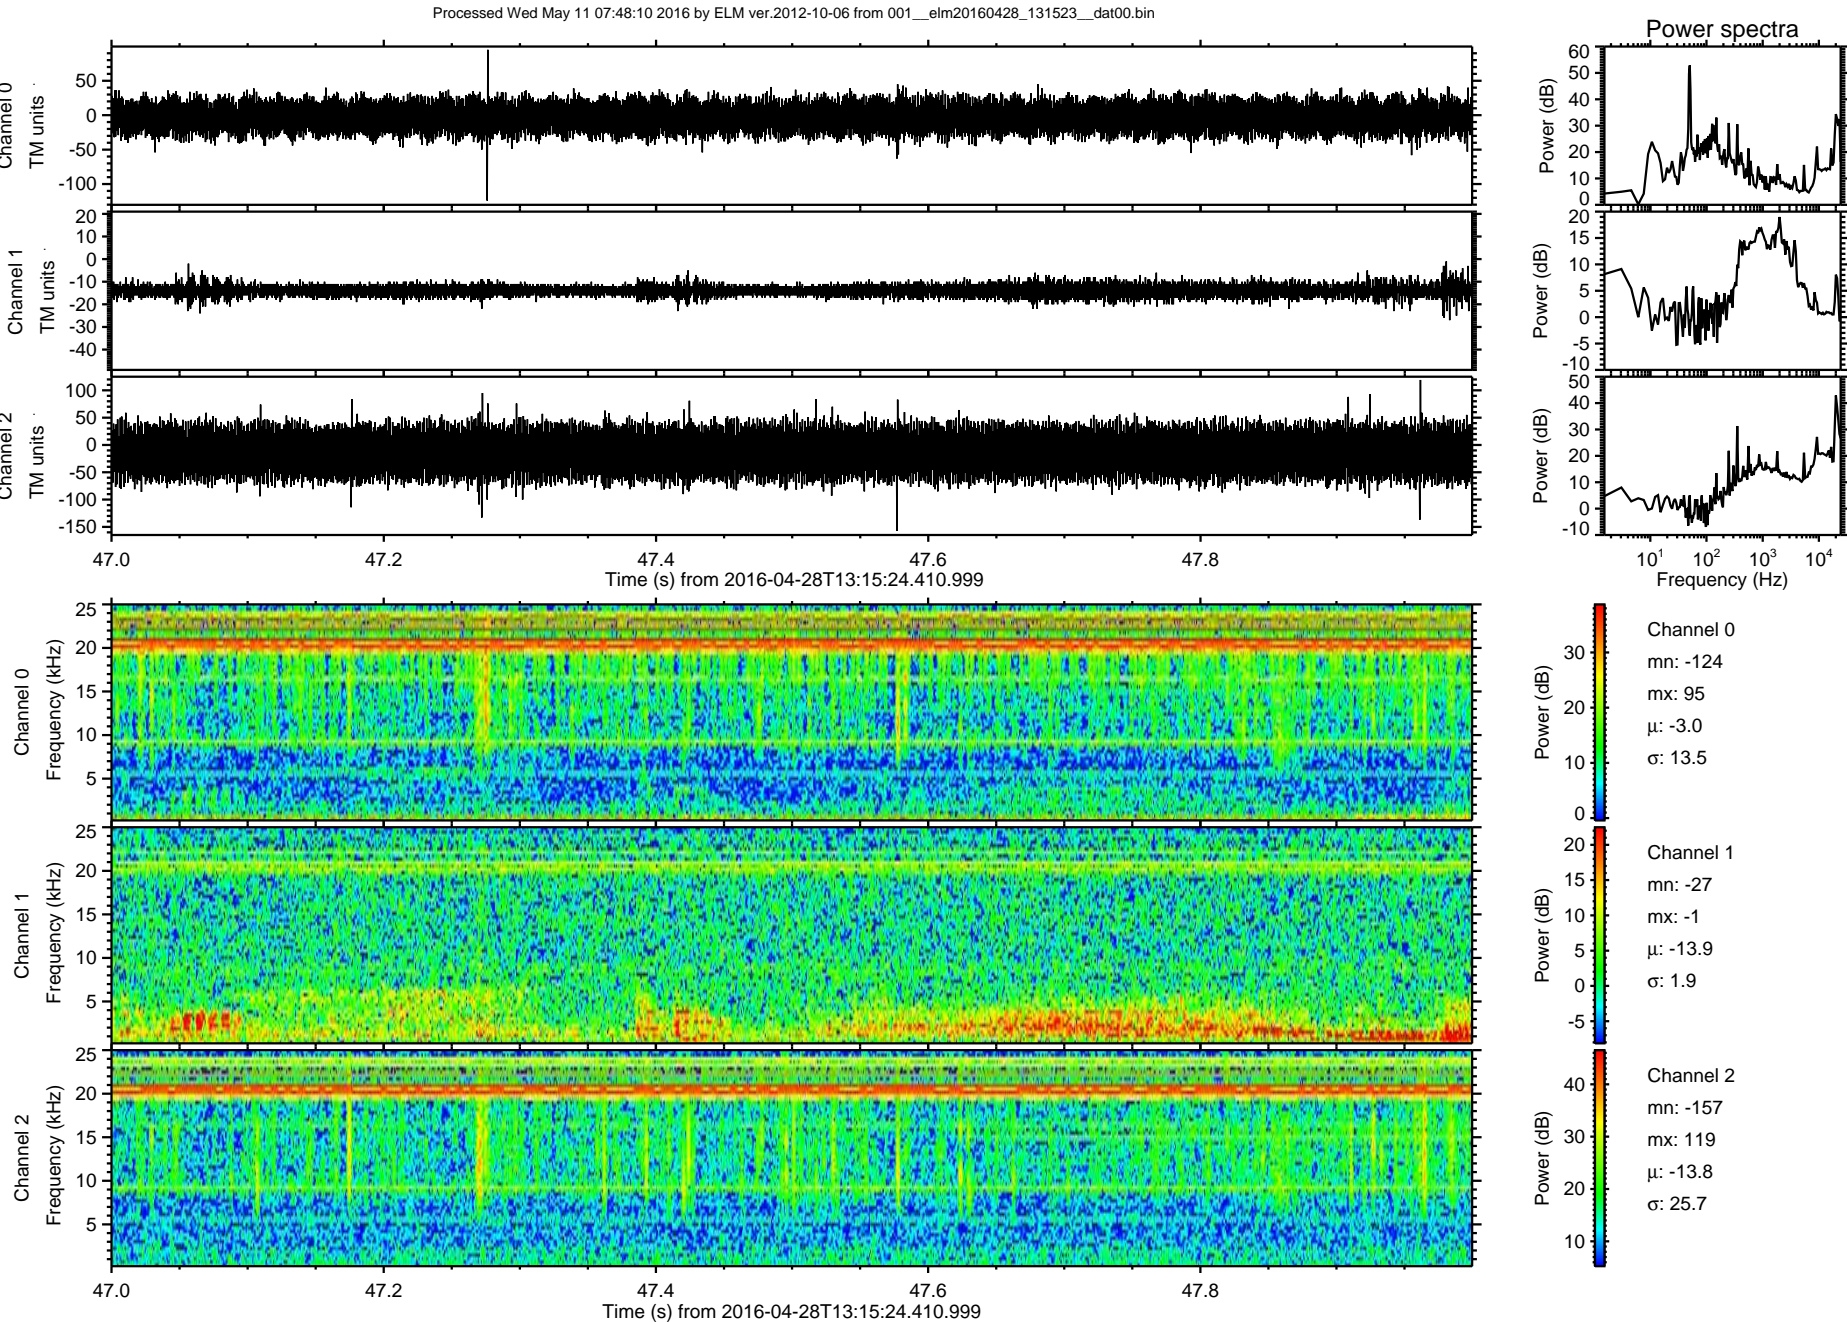 Processed Wed May 11 07:48:10 2016 by ELM ver.2012-10-06 from 001__elm20160428_131523__dat00.bin
Power spectra
Channel 0
TM units
50
0
-50
-100
Power (dB)
60
50
40
30
20
10
0
Channel 1
TM units
20
10
0
-10
-20
-30
-40
Power (dB)
20
15
10
5
0
-5
-10
Channel 2
TM units
100
50
0
-50
-100
-150
Power (dB)
50
40
30
20
10
0
-10
47.0 47.2 47.4 47.6 47.8
Time (s) from 2016-04-28T13:15:24.410.999
10¹ 10² 10³ 10⁴
Frequency (Hz)
Channel 0
Frequency (kHz)
25
20
15
10
5
Power (dB)
30
20
10
0
Channel 0
mn: -124
mx: 95
μ: -3.0
σ: 13.5
Channel 1
Frequency (kHz)
25
20
15
10
5
Power (dB)
20
15
10
5
0
-5
Channel 1
mn: -27
mx: -1
μ: -13.9
σ: 1.9
Channel 2
Frequency (kHz)
25
20
15
10
5
Power (dB)
40
30
20
10
Channel 2
mn: -157
mx: 119
μ: -13.8
σ: 25.7
47.0 47.2 47.4 47.6 47.8
Time (s) from 2016-04-28T13:15:24.410.999